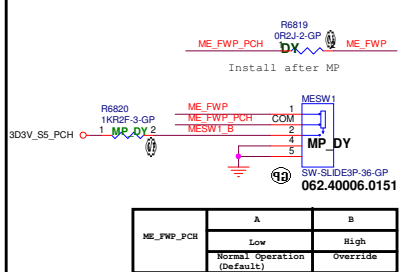 R6819
0R2J-2-GP
ME_FWP_PCH 1 DY 2 ME_FWP
Install after MP
R6820
1KR2F-3-GP
3D3V_S5_PCH 1 MP_DY 2
ME_FWP
ME_FWP_PCH
MESW1_B
MESW1
1
COM
2
4
5
MP_DY
SW-SLIDE3P-36-GP
062.40006.0151
ME_FWP_PCH
A B
Low High
Normal Operation Override
(Default)